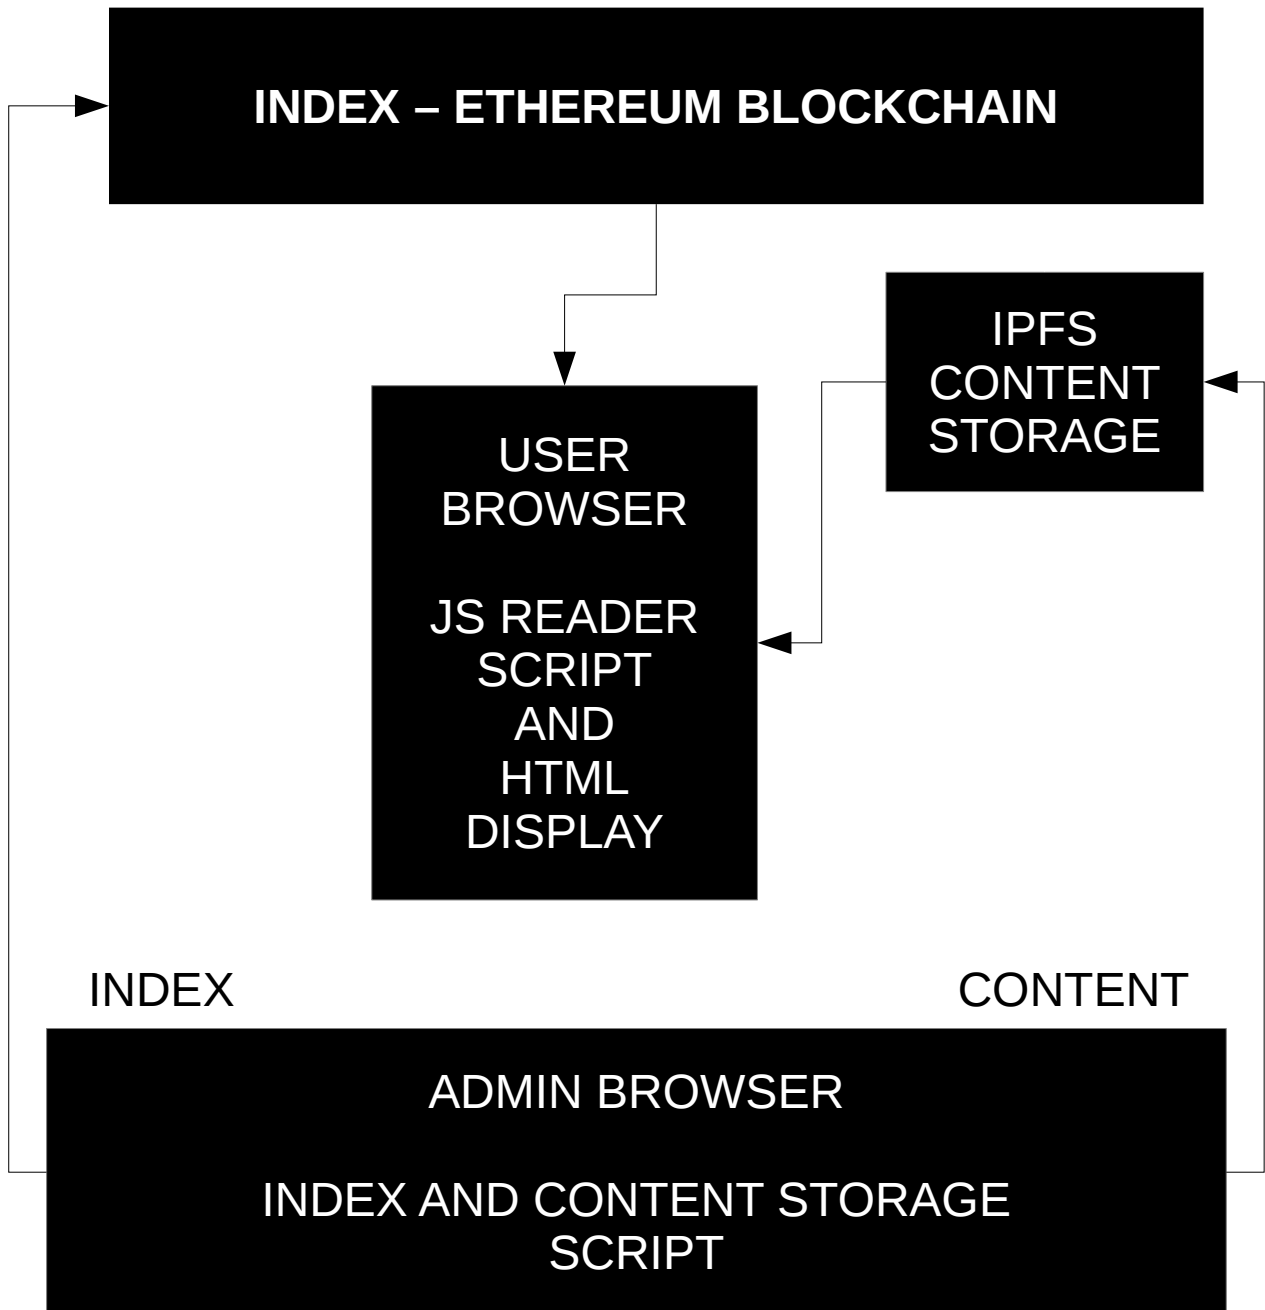 INDEX – ETHEREUM BLOCKCHAIN
IPFS
CONTENT
STORAGE
USER
BROWSER
JS READER
SCRIPT
AND
HTML
DISPLAY
INDEX
CONTENT
ADMIN BROWSER
INDEX AND CONTENT STORAGE
SCRIPT